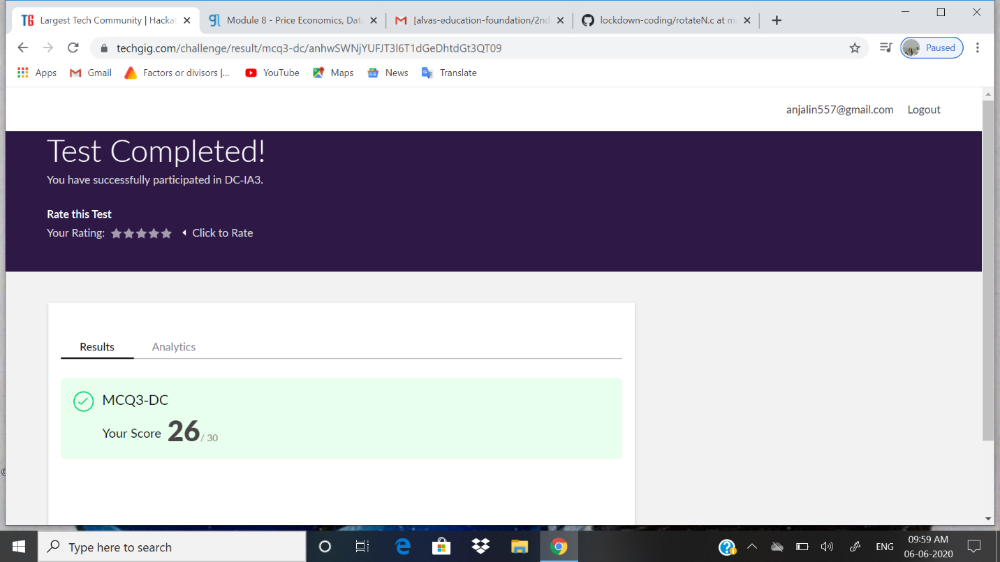 TG Largest Tech Community | Hacka
gl Module 8 - Price Economics, Data
[alvas-education-foundation/2nd
lockdown-coding/rotateN.c at m
techgig.com/challenge/result/mcq3-dc/anhwSWNjYUFJT3l6T1dGeDhtdGt3QT09
Paused
Apps
Gmail
Factors or divisors |...
YouTube
Maps
News
Translate
anjalin557@gmail.com
Logout
Test Completed!
You have successfully participated in DC-IA3.
Rate this Test
Your Rating:
Click to Rate
Results
Analytics
MCQ3-DC
Your Score 26 / 30
Type here to search
ENG
09:59 AM
06-06-2020